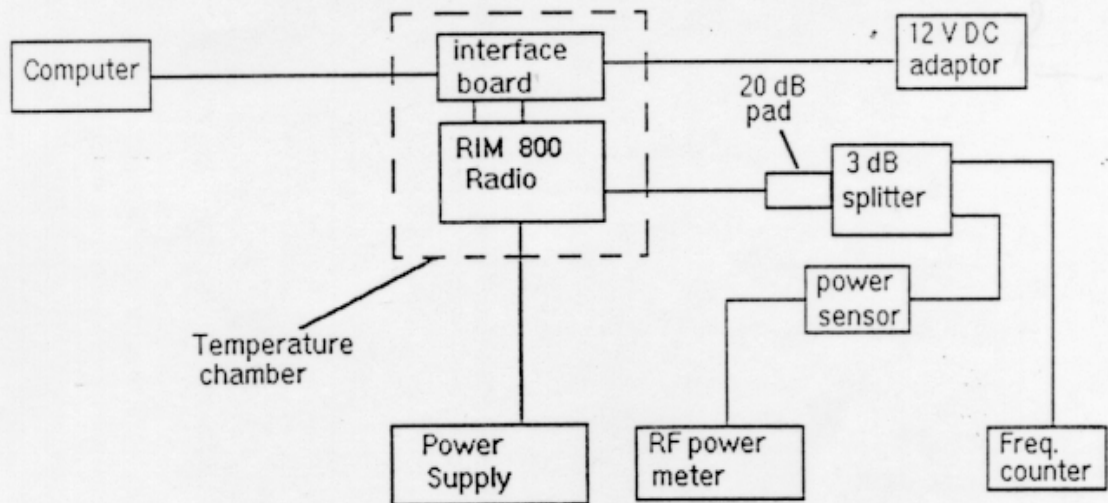 Computer
interface
board
12 V DC
adaptor
20 dB
pad
RIM 800
Radio
3 dB
splitter
power
sensor
Temperature
chamber
Power
Supply
RF power
meter
Freq.
counter